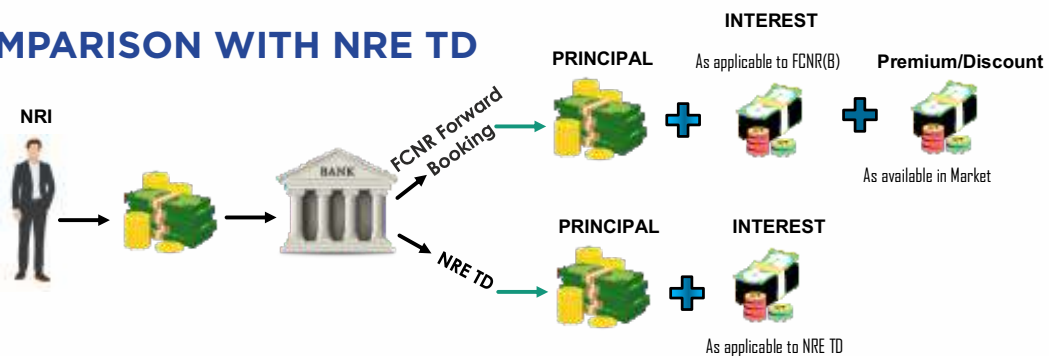 MPARISON WITH NRE TD
NRI
BANK
FCNR Forward
Booking
PRINCIPAL
INTEREST
As applicable to FCNR(B)
Premium/Discount
As available in Market
NRE TD
PRINCIPAL
INTEREST
As applicable to NRE TD